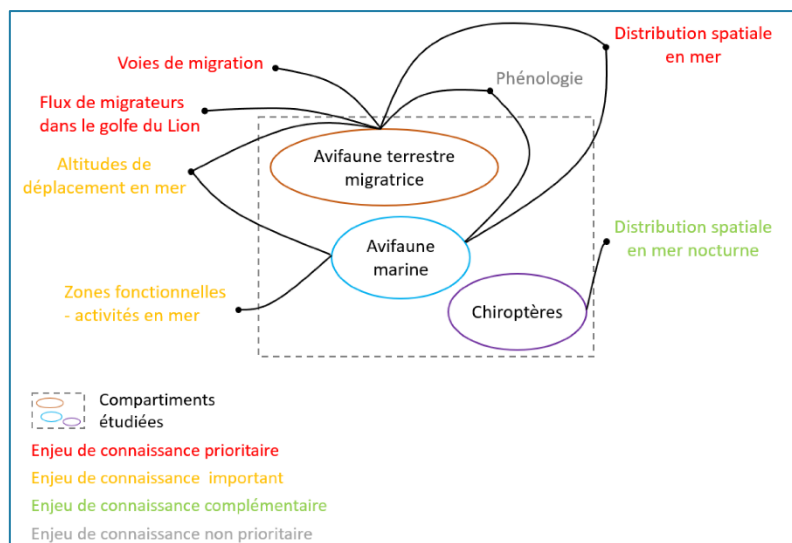 Voies de migration
Flux de migrateurs
dans le golfe du Lion
Altitudes de
déplacement en mer
Zones fonctionnelles
- activités en mer
Distribution spatiale
en mer
Phénologie
Avifaune terrestre
migratrice
Avifaune
marine
Chiroptères
Distribution spatiale
en mer nocturne
Compartiments
étudiées
Enjeu de connaissance prioritaire
Enjeu de connaissance important
Enjeu de connaissance complémentaire
Enjeu de connaissance non prioritaire